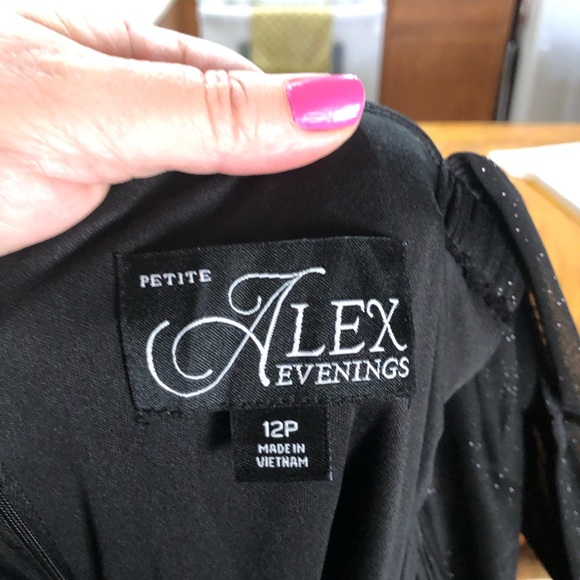 PETITE
ALEX
EVENINGS
12P
MADE IN
VIETNAM